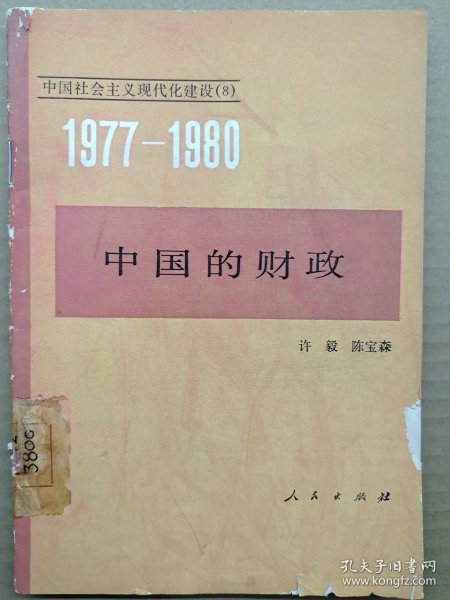 中国社会主义现代化建设(8)
1977－1980
中国的财政
许 毅 陈宝森
3806
人民出版社
孔夫子旧书网
www.kongfz.com